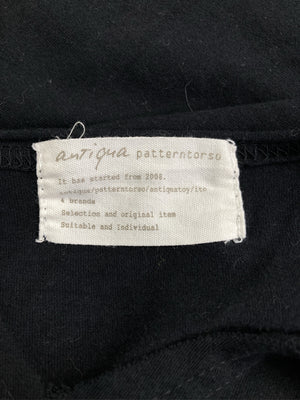 antiqua patterntorso
It has started from 2008.
antiqua/patterntorso/antiquatoy/ito
4 brands
Selection and original item
Suitable and Individual